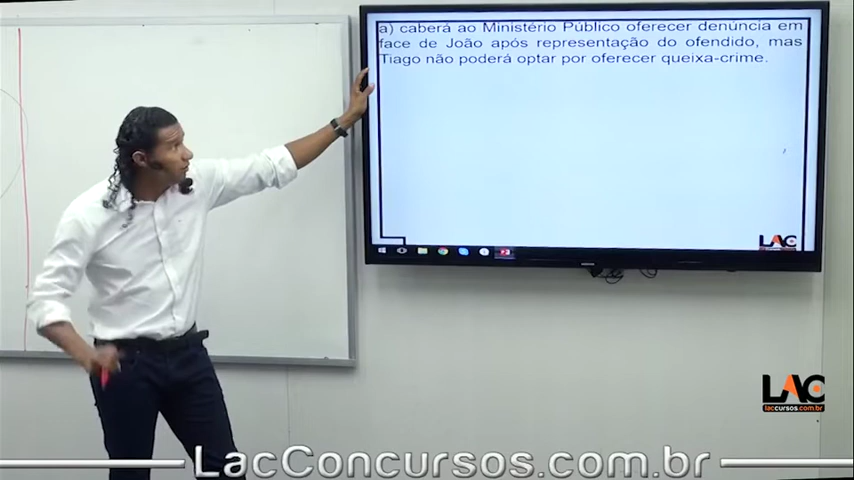 a) caberá ao Ministério Público oferecer denúncia em
face de João após representação do ofendido, mas
Tiago não poderá optar por oferecer queixa-crime.
LAC
LAC
laccursos.com.br
LacConcursos.com.br